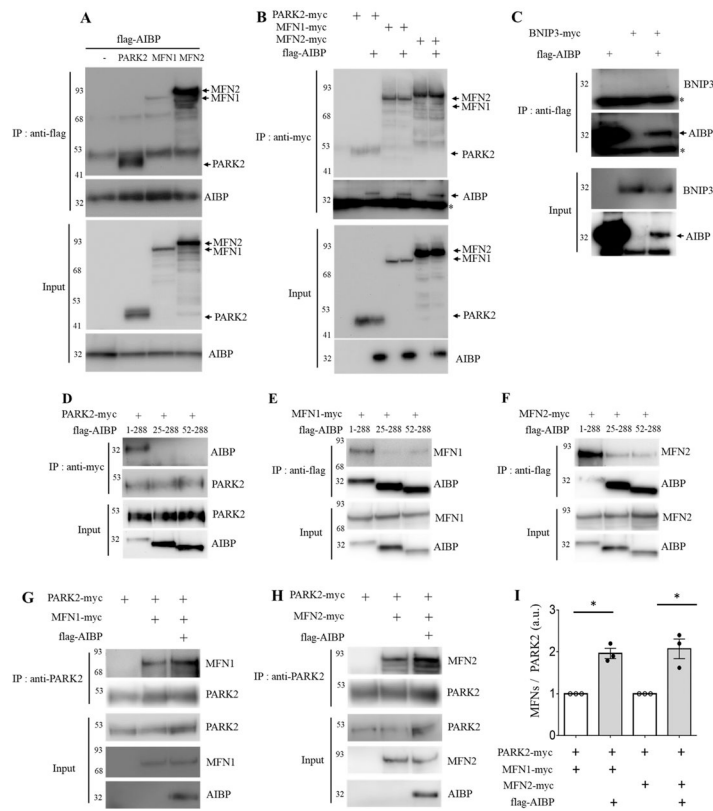 A
flag-AIBP
- PARK2 MFN1 MFN2
IP : anti-flag
93
68
53
41
MFN2
MFN1
PARK2
32
AIBP
Input
93
68
53
41
MFN2
MFN1
PARK2
32
AIBP
B
PARK2-myc + +
MFN1-myc + +
MFN2-myc + +
flag-AIBP + + +
IP : anti-myc
93
68
53
41
MFN2
MFN1
PARK2
32
AIBP
*
Input
93
68
53
41
MFN2
MFN1
PARK2
32
AIBP
C
BNIP3-myc + +
flag-AIBP + +
IP : anti-flag
32
BNIP3
*
32
AIBP
*
Input
32
BNIP3
32
AIBP
D
PARK2-myc + + +
flag-AIBP 1-288 25-288 52-288
IP : anti-myc
32
AIBP
53
PARK2
Input
53
PARK2
32
AIBP
E
MFN1-myc + + +
flag-AIBP 1-288 25-288 52-288
IP : anti-flag
93
68
MFN1
32
AIBP
Input
93
68
MFN1
32
AIBP
F
MFN2-myc + + +
flag-AIBP 1-288 25-288 52-288
IP : anti-flag
93
MFN2
32
AIBP
Input
93
MFN2
32
AIBP
G
PARK2-myc + + +
MFN1-myc + +
flag-AIBP +
IP : anti-PARK2
93
68
MFN1
53
PARK2
Input
53
PARK2
93
68
MFN1
32
AIBP
H
PARK2-myc + + +
MFN2-myc + +
flag-AIBP +
IP : anti-PARK2
93
MFN2
53
PARK2
Input
53
PARK2
93
MFN2
32
AIBP
I
MFNs / PARK2 (a.u.)
3
2
1
0
* *
PARK2-myc + + + +
MFN1-myc + +
MFN2-myc + +
flag-AIBP + +